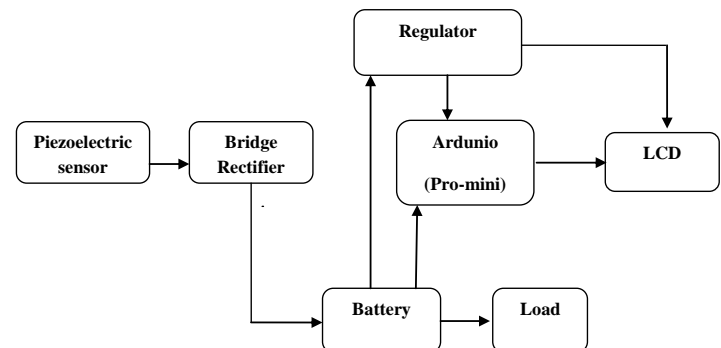 Regulator
Piezoelectric
sensor
Bridge
Rectifier
Ardunio
(Pro-mini)
LCD
Battery
Load